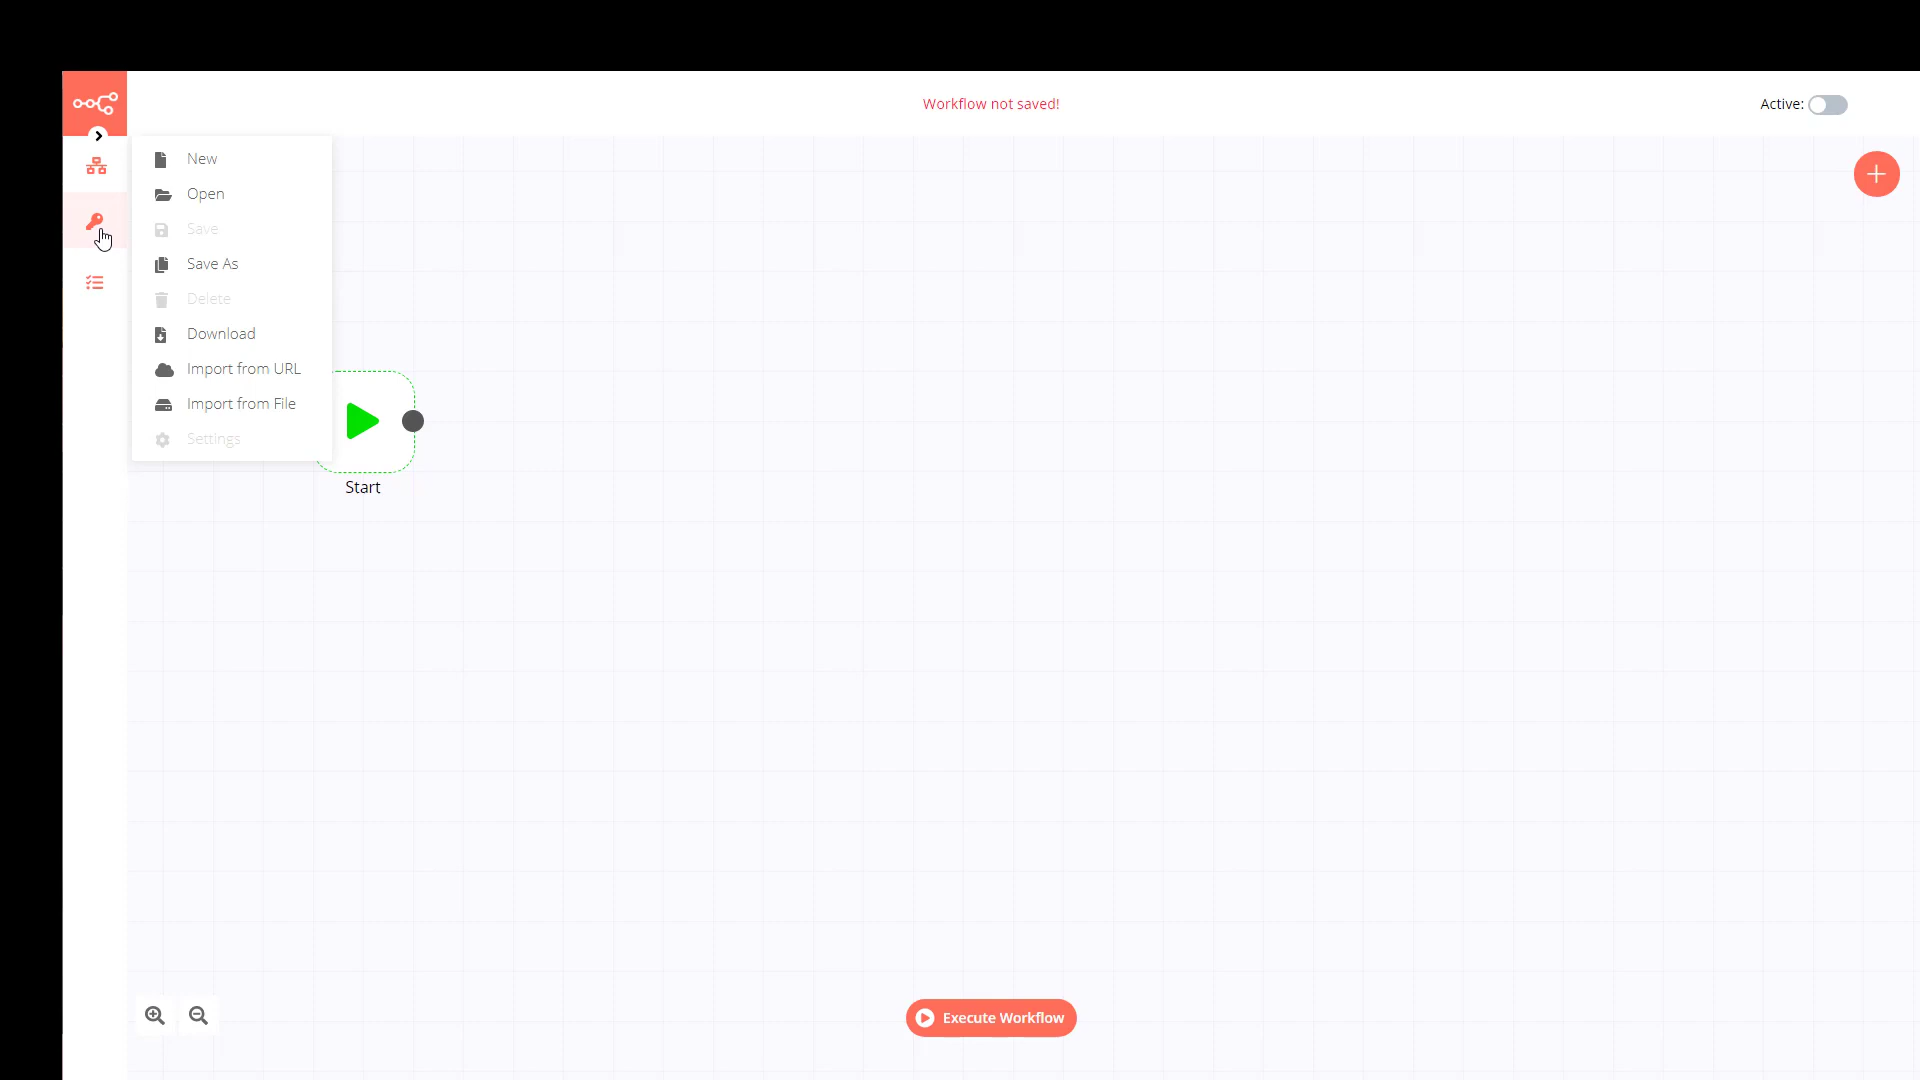 Workflow not saved!
Active:
New
Open
Save
Save As
Delete
Download
Import from URL
Import from File
Settings
Start
Execute Workflow